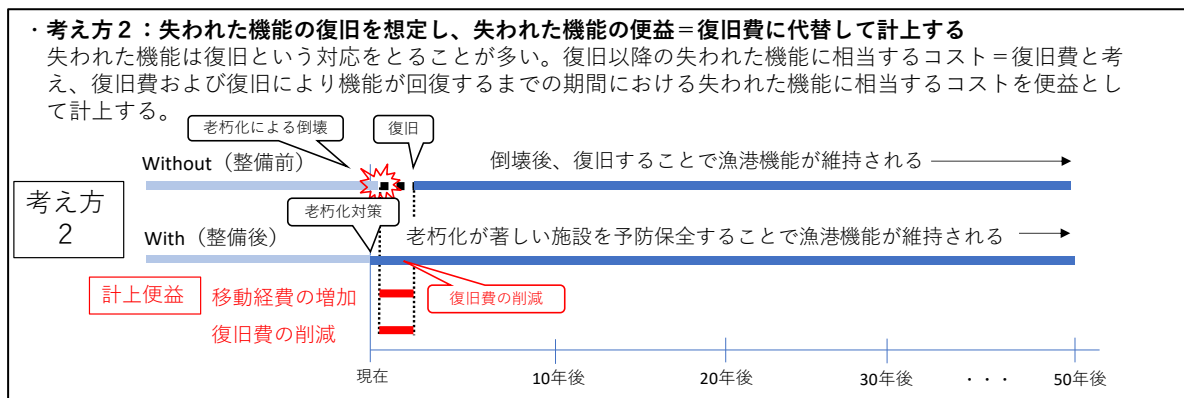 ・考え方２：失われた機能の復旧を想定し、失われた機能の便益＝復旧費に代替して計上する
失われた機能は復旧という対応をとることが多い。復旧以降の失われた機能に相当するコスト＝復旧費と考
え、復旧費および復旧により機能が回復するまでの期間における失われた機能に相当するコストを便益とし
て計上する。
老朽化による倒壊
復旧
Without（整備前）
倒壊後、復旧することで漁港機能が維持される
考え方
２
老朽化対策
With（整備後）
老朽化が著しい施設を予防保全することで漁港機能が維持される
計上便益
移動経費の増加
復旧費の削減
復旧費の削減
現在
10年後
20年後
30年後
・・・
50年後